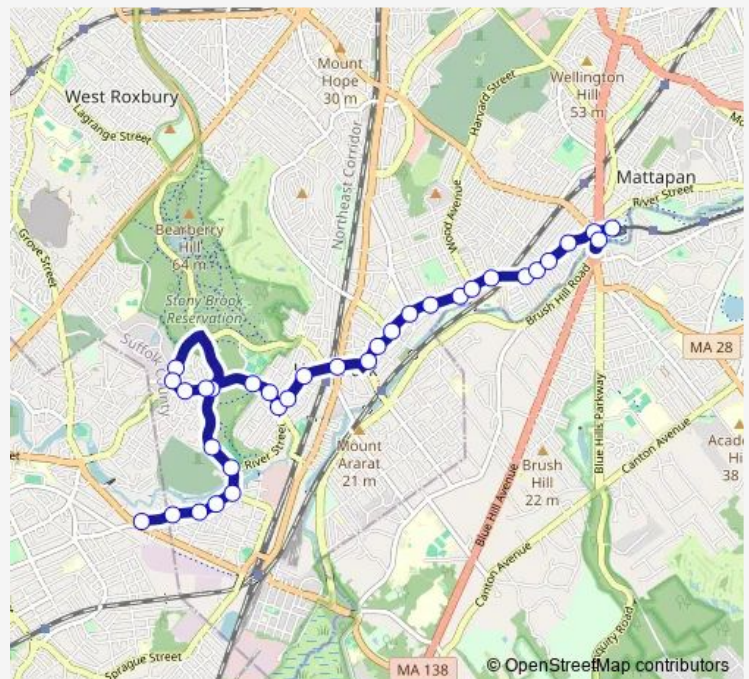 West Roxbury
Lagrange Street
Mount
Hope
30 m
Harvard Street
Wellington
Hill
53 m
Mattapan
River Street
Northeast Corridor
Wood Avenue
Grove Street
Bearberry
Hill
64 m
Stony Brook
Reservation
Suffolk County
Brush Hill Road
MA 28
Blue Hills Parkway
Canton Avenue
River Street
Mount
Ararat
21 m
Brush
Hill
22 m
Blue Hill Avenue
Hi
38
Canton Avenue
Sprague Street
MA 138
© OpenStreetMap contributors